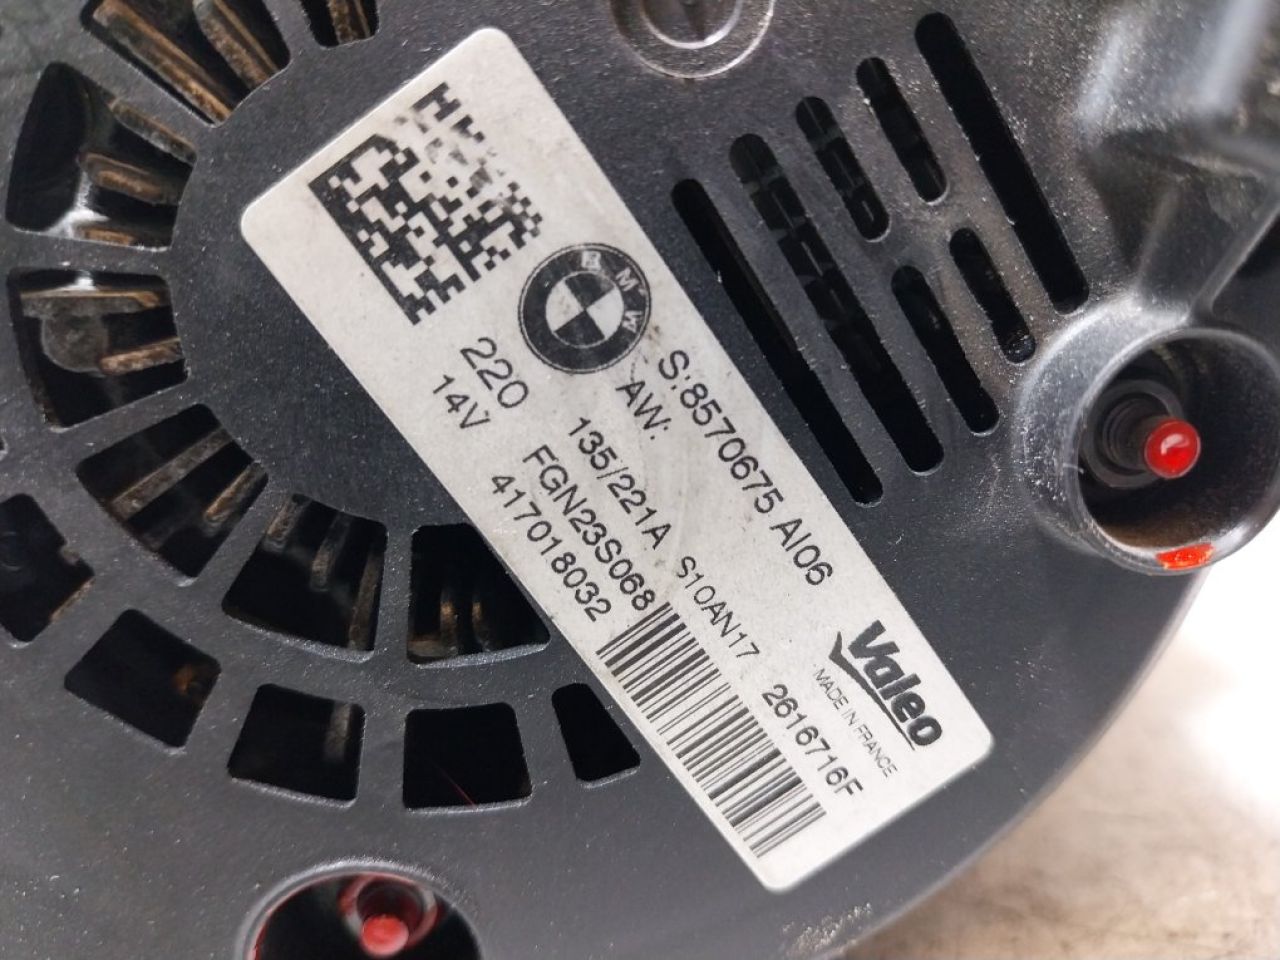 BMW
S:8570675 AI06
AW:
220 135/221A S10AN17 2616716F
14V FGN23S068
417018032
Valeo
MADE IN FRANCE